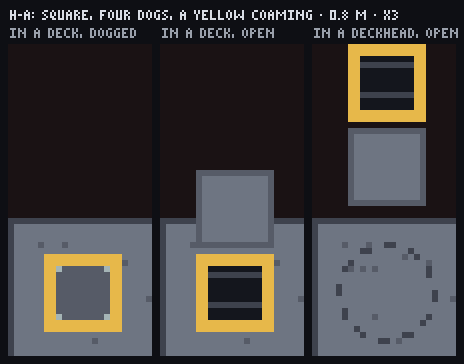 H-A: SQUARE. FOUR DOGS. A YELLOW COAMING · 0.8 M · X3
IN A DECK. DOGGED
IN A DECK. OPEN
IN A DECKHEAD. OPEN